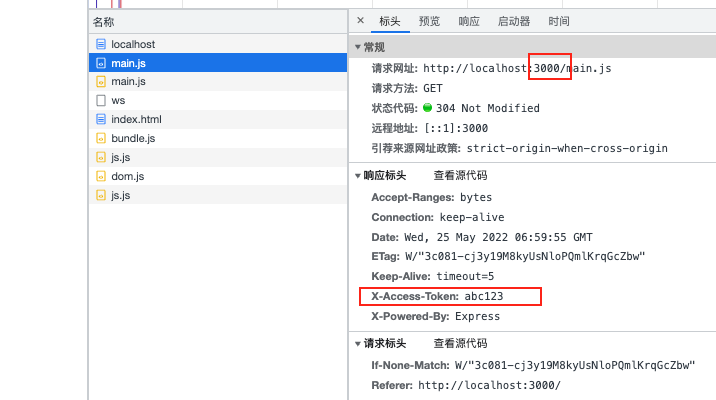 名称
localhost
main.js
main.js
ws
index.html
bundle.js
js.js
dom.js
js.js
× 标头 预览 响应 启动器 时间
常规
请求网址: http://localhost:3000/main.js
请求方法: GET
状态代码: 304 Not Modified
远程地址: [::1]:3000
引荐来源网址政策: strict-origin-when-cross-origin
响应标头 查看源代码
Accept-Ranges: bytes
Connection: keep-alive
Date: Wed, 25 May 2022 06:59:55 GMT
ETag: W/"3c081-cj3y19M8kyUsNloPQmlKrqGcZbw"
Keep-Alive: timeout=5
X-Access-Token: abc123
X-Powered-By: Express
请求标头 查看源代码
If-None-Match: W/"3c081-cj3y19M8kyUsNloPQmlKrqGcZbw"
Referer: http://localhost:3000/